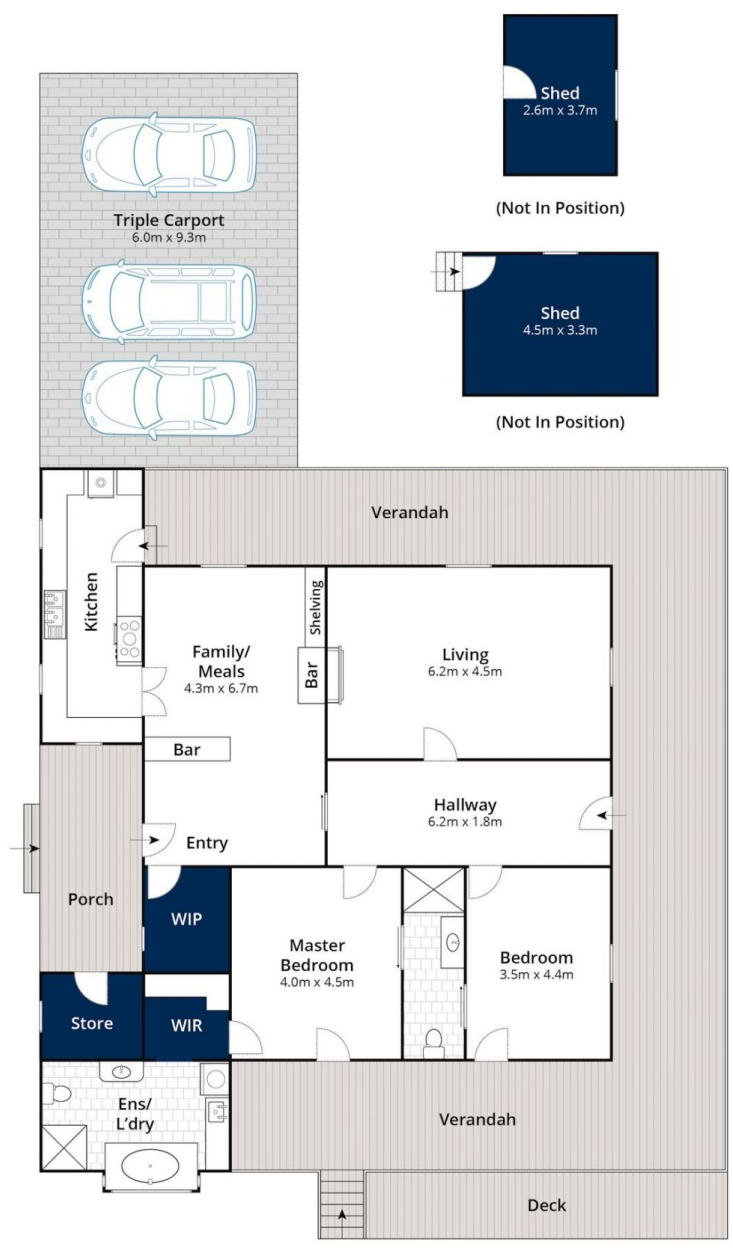 Shed
2.6m x 3.7m
(Not In Position)
Triple Carport
6.0m x 9.3m
Shed
4.5m x 3.3m
(Not In Position)
Verandah
Kitchen
Shelving
Family/
Meals
4.3m x 6.7m
Bar
Living
6.2m x 4.5m
Bar
Hallway
6.2m x 1.8m
Entry
Porch
WIP
Master
Bedroom
4.0m x 4.5m
Bedroom
3.5m x 4.4m
Store
WIR
Ens/
L'dry
Verandah
Deck